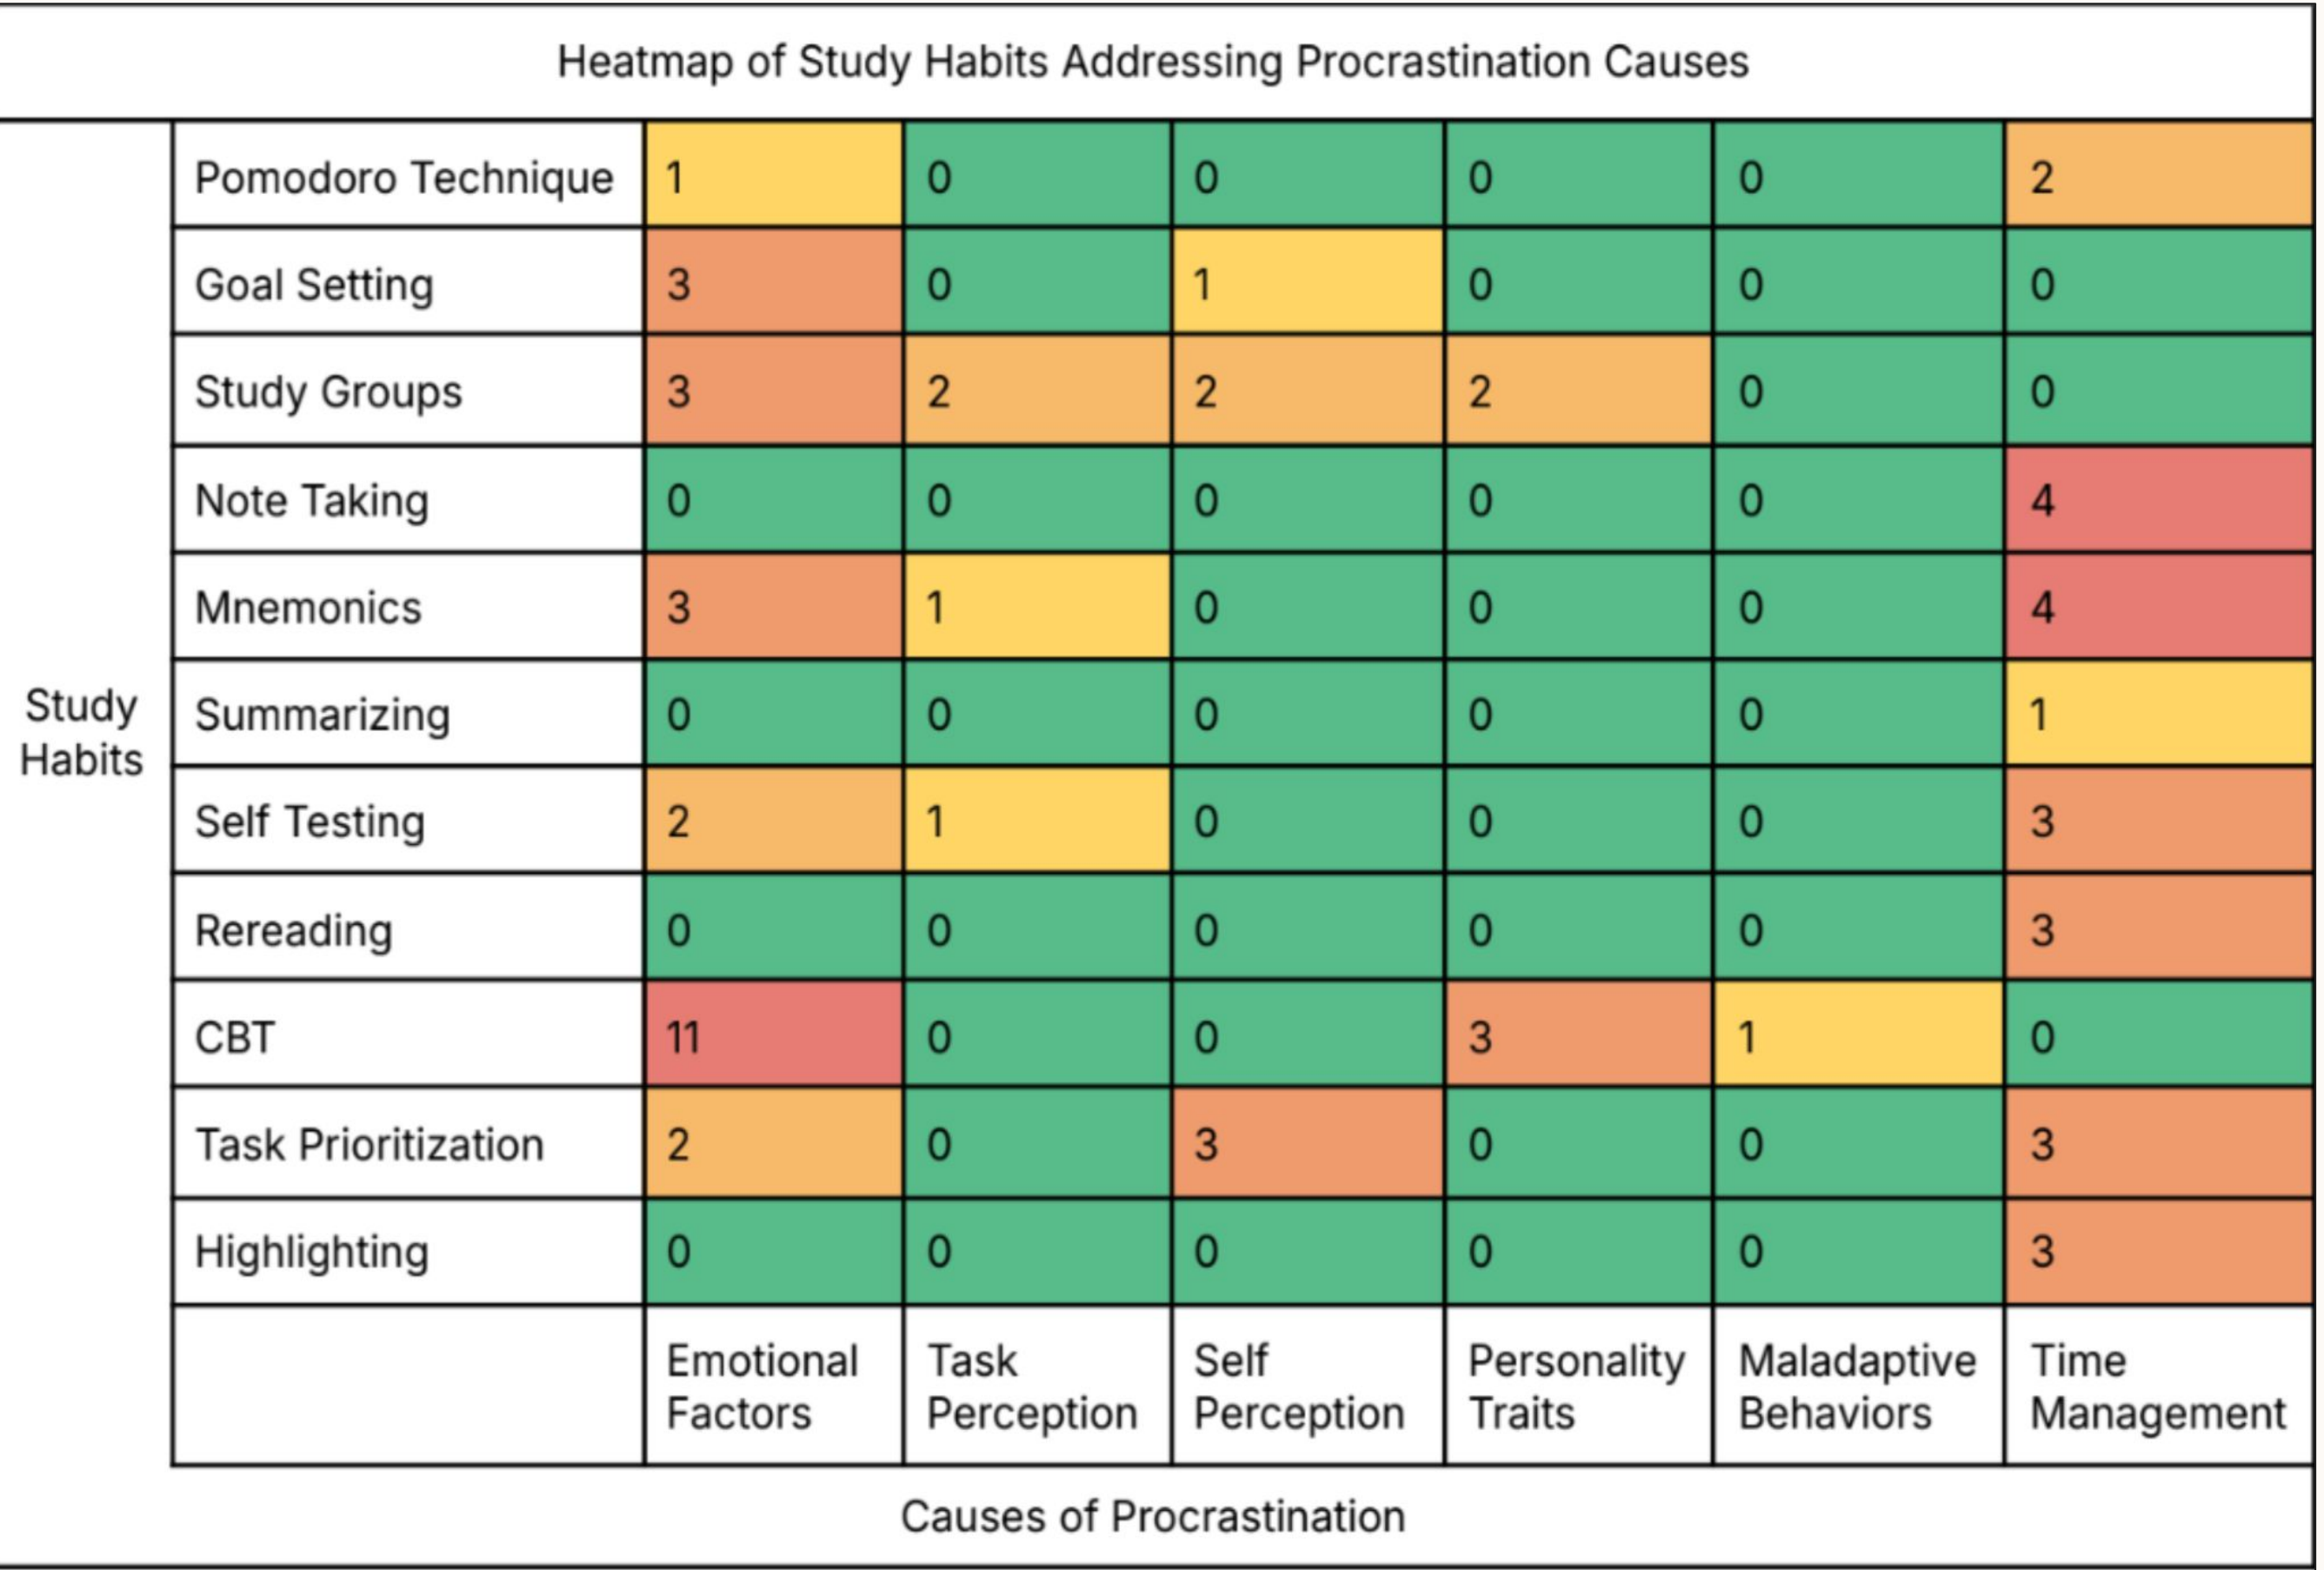 Heatmap of Study Habits Addressing Procrastination Causes
Study
Habits
Pomodoro Technique 1 0 0 0 0 2
Goal Setting 3 0 1 0 0 0
Study Groups 3 2 2 2 0 0
Note Taking 0 0 0 0 0 4
Mnemonics 3 1 0 0 0 4
Summarizing 0 0 0 0 0 1
Self Testing 2 1 0 0 0 3
Rereading 0 0 0 0 0 3
CBT 11 0 0 3 1 0
Task Prioritization 2 0 3 0 0 3
Highlighting 0 0 0 0 0 3
Emotional Task Self Personality Maladaptive Time
Factors Perception Perception Traits Behaviors Management
Causes of Procrastination